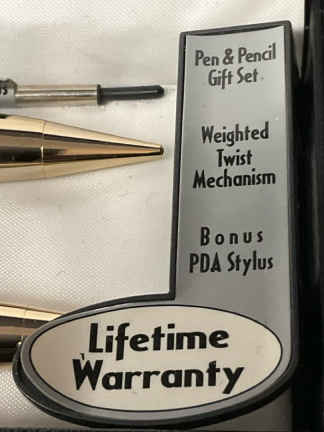 Pen & Pencil
Gift Set
Weighted
Twist
Mechanism
Bonus
PDA Stylus
Lifetime
Warranty